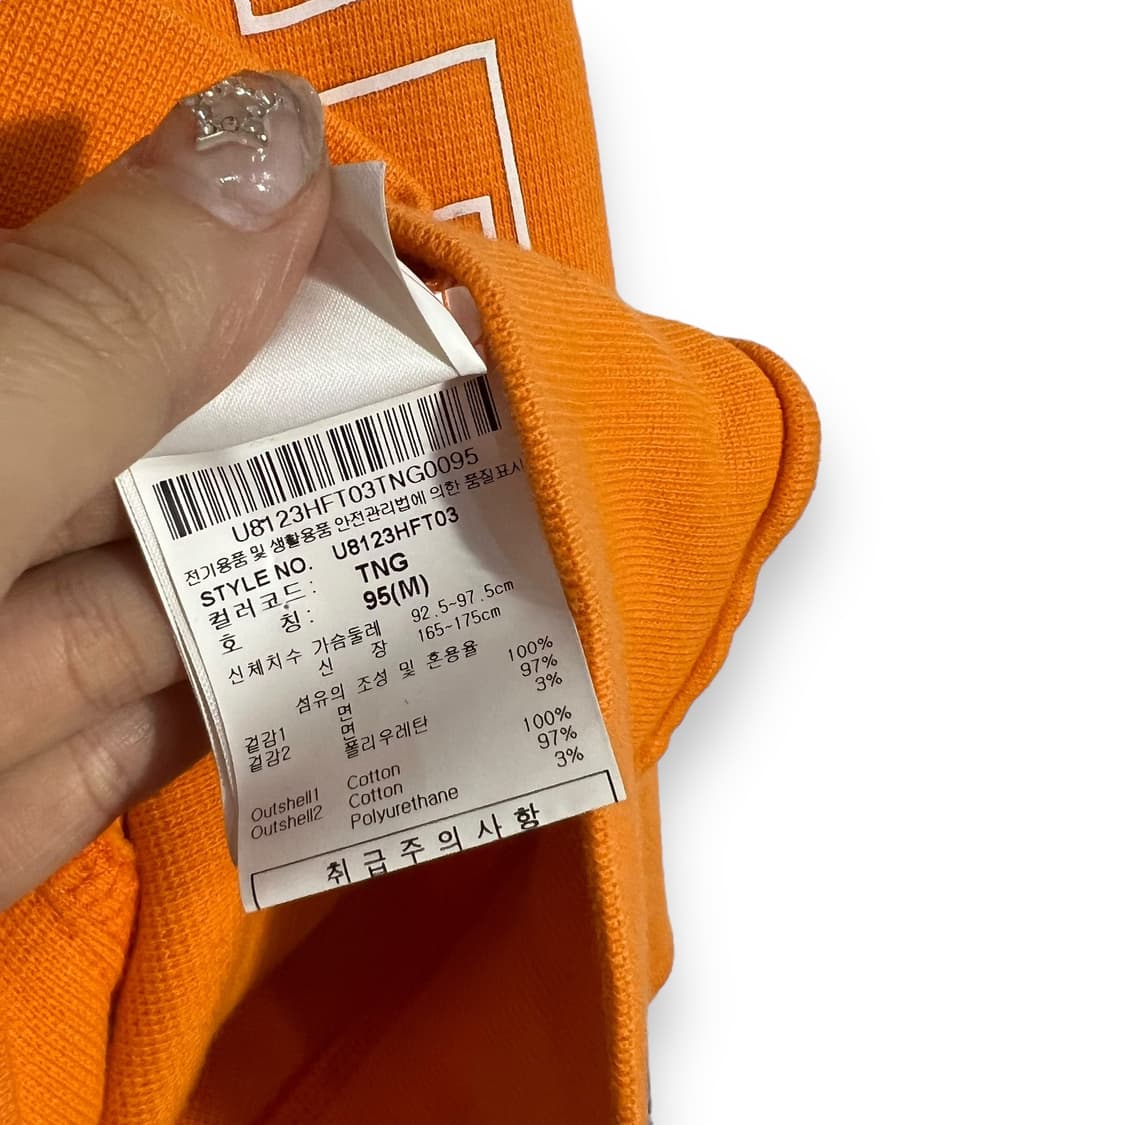 U8123HFT03TNG0095
전기용품 및 생활용품 안전관리법에 의한 품질표시
STYLE NO. U8123HFT03
컬러코드: TNG
호 칭: 95(M)
신체치수 가슴둘레 92.5~97.5cm
신 장 165~175cm
섬유의 조성 및 혼용율
겉감1 면 100%
겉감2 면 97%
폴리우레탄 3%
Outshell1 Cotton 100%
Outshell2 Cotton 97%
Polyurethane 3%
취급주의사항